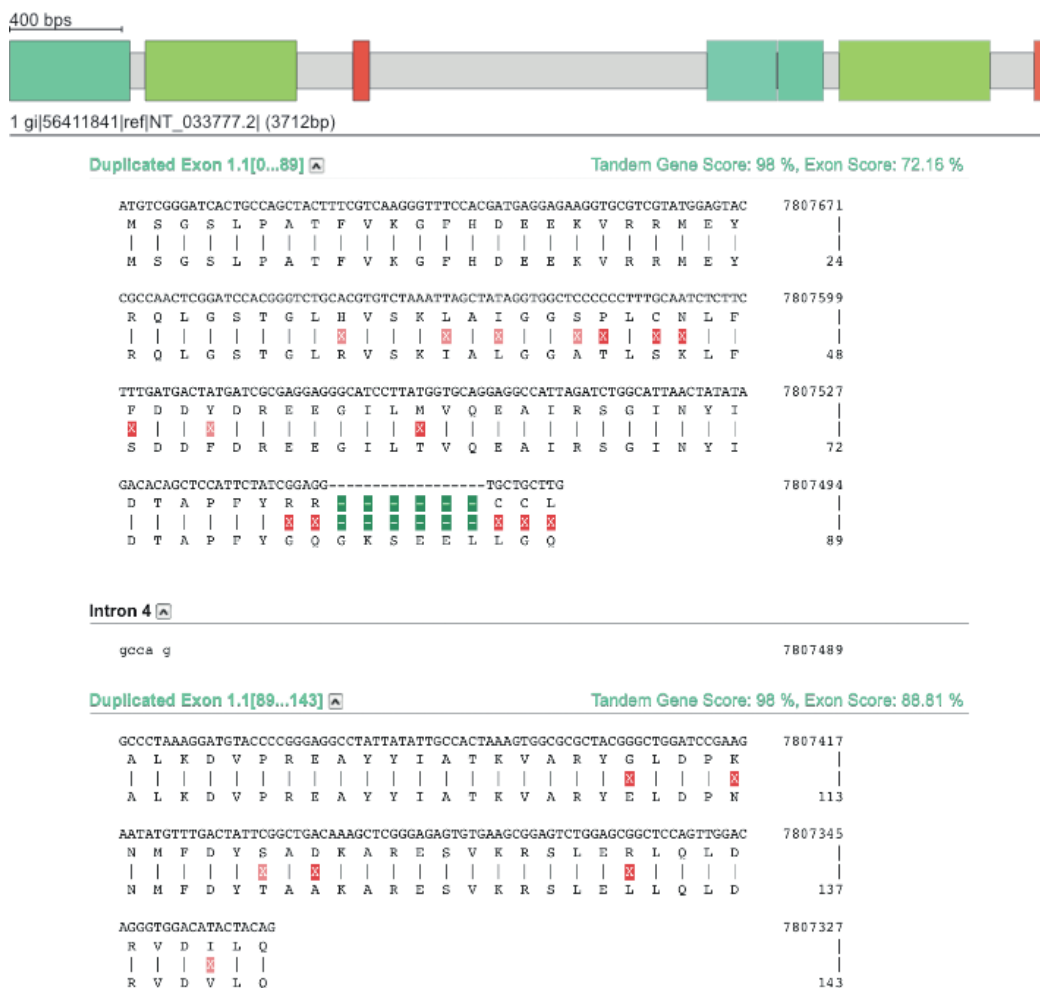 400 bps
1 gi|56411841|ref|NT_033777.2| (3712bp)
Duplicated Exon 1.1[0...89] Tandem Gene Score: 98 %, Exon Score: 72.16 %
ATGTCGGGATCACTGCCAGCTACTTTCGTCAAGGGTTTCCACGATGAGGAGAAGGTGCGTCGTATGGAGTAC 7807671
M S G S L P A T F V K G F H D E E K V R R M E Y |
| | | | | | | | | | | | | | | | | | | | | | | | |
M S G S L P A T F V K G F H D E E K V R R M E Y 24
CGCCAACTCGGATCCACGGGTCTGCACGTGTCTAAATTAGCTATAGGTGGCTCCCCCCTTTGCAATCTCTTC 7807599
R Q L G S T G L H V S K L A I G G S P L C N L F |
| | | | | | | | X | | | X | X | | X X | X X | | |
R Q L G S T G L R V S K I A L G G A T L S K L F 48
TTTGATGACTATGATCGCGAGGAGGGCATCCTTATGGTGCAGGAGGCCATTAGATCTGGCATTAACTATATA 7807527
F D D Y D R E E G I L M V Q E A I R S G I N Y I |
X | | X | | | | | | | X | | | | | | | | | | | | |
S D D F D R E E G I L T V Q E A I R S G I N Y I 72
GACACAGCTCCATTCTATCGGAGG------------------TGCTGCTTG 7807494
D T A P F Y R R - - - - - - C C L |
| | | | | | X X - - - - - - X X X |
D T A P F Y G Q G K S E E L L G Q 89
Intron 4
gcca g 7807489
Duplicated Exon 1.1[89...143] Tandem Gene Score: 98 %, Exon Score: 88.81 %
GCCCTAAAGGATGTACCCCGGGAGGCCTATTATATTGCCACTAAAGTGGCGCGCTACGGGCTGGATCCGAAG 7807417
A L K D V P R E A Y Y I A T K V A R Y G L D P K |
| | | | | | | | | | | | | | | | | | | X | | | X |
A L K D V P R E A Y Y I A T K V A R Y E L D P N 113
AATATGTTTGACTATTCGGCTGACAAAGCTCGGGAGAGTGTGAAGCGGAGTCTGGAGCGGCTCCAGTTGGAC 7807345
N M F D Y S A D K A R E S V K R S L E R L Q L D |
| | | | | X | X | | | | | | | | | | | X | | | | |
N M F D Y T A A K A R E S V K R S L E L L Q L D 137
AGGGTGGACATACTACAG 7807327
R V D I L Q |
| | | X | | |
R V D V L Q 143